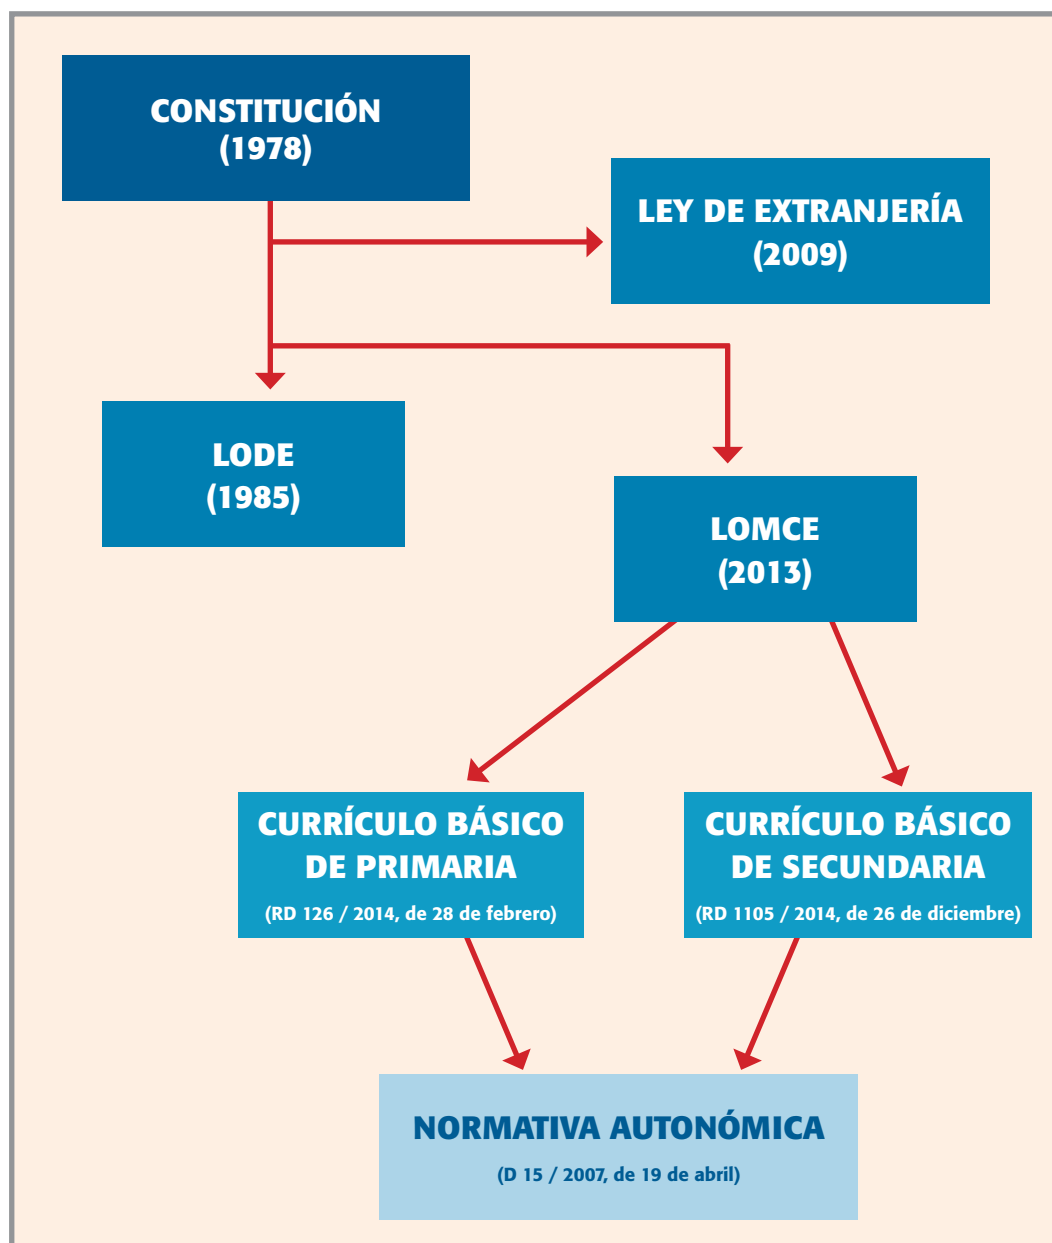 CONSTITUCIÓN
(1978)
LEY DE EXTRANJERÍA
(2009)
LODE
(1985)
LOMCE
(2013)
CURRÍCULO BÁSICO
DE PRIMARIA
(RD 126 / 2014, de 28 de febrero)
CURRÍCULO BÁSICO
DE SECUNDARIA
(RD 1105 / 2014, de 26 de diciembre)
NORMATIVA AUTONÓMICA
(D 15 / 2007, de 19 de abril)